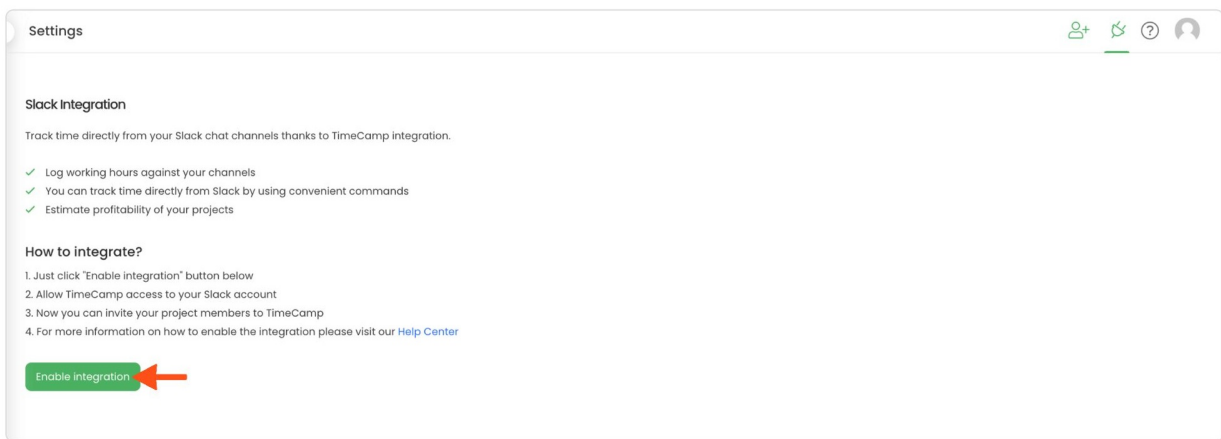 Settings
Slack Integration
Track time directly from your Slack chat channels thanks to TimeCamp integration.
Log working hours against your channels
You can track time directly from Slack by using convenient commands
Estimate profitability of your projects
How to integrate?
1. Just click "Enable integration" button below
2. Allow TimeCamp access to your Slack account
3. Now you can invite your project members to TimeCamp
4. For more information on how to enable the integration please visit our Help Center
Enable integration